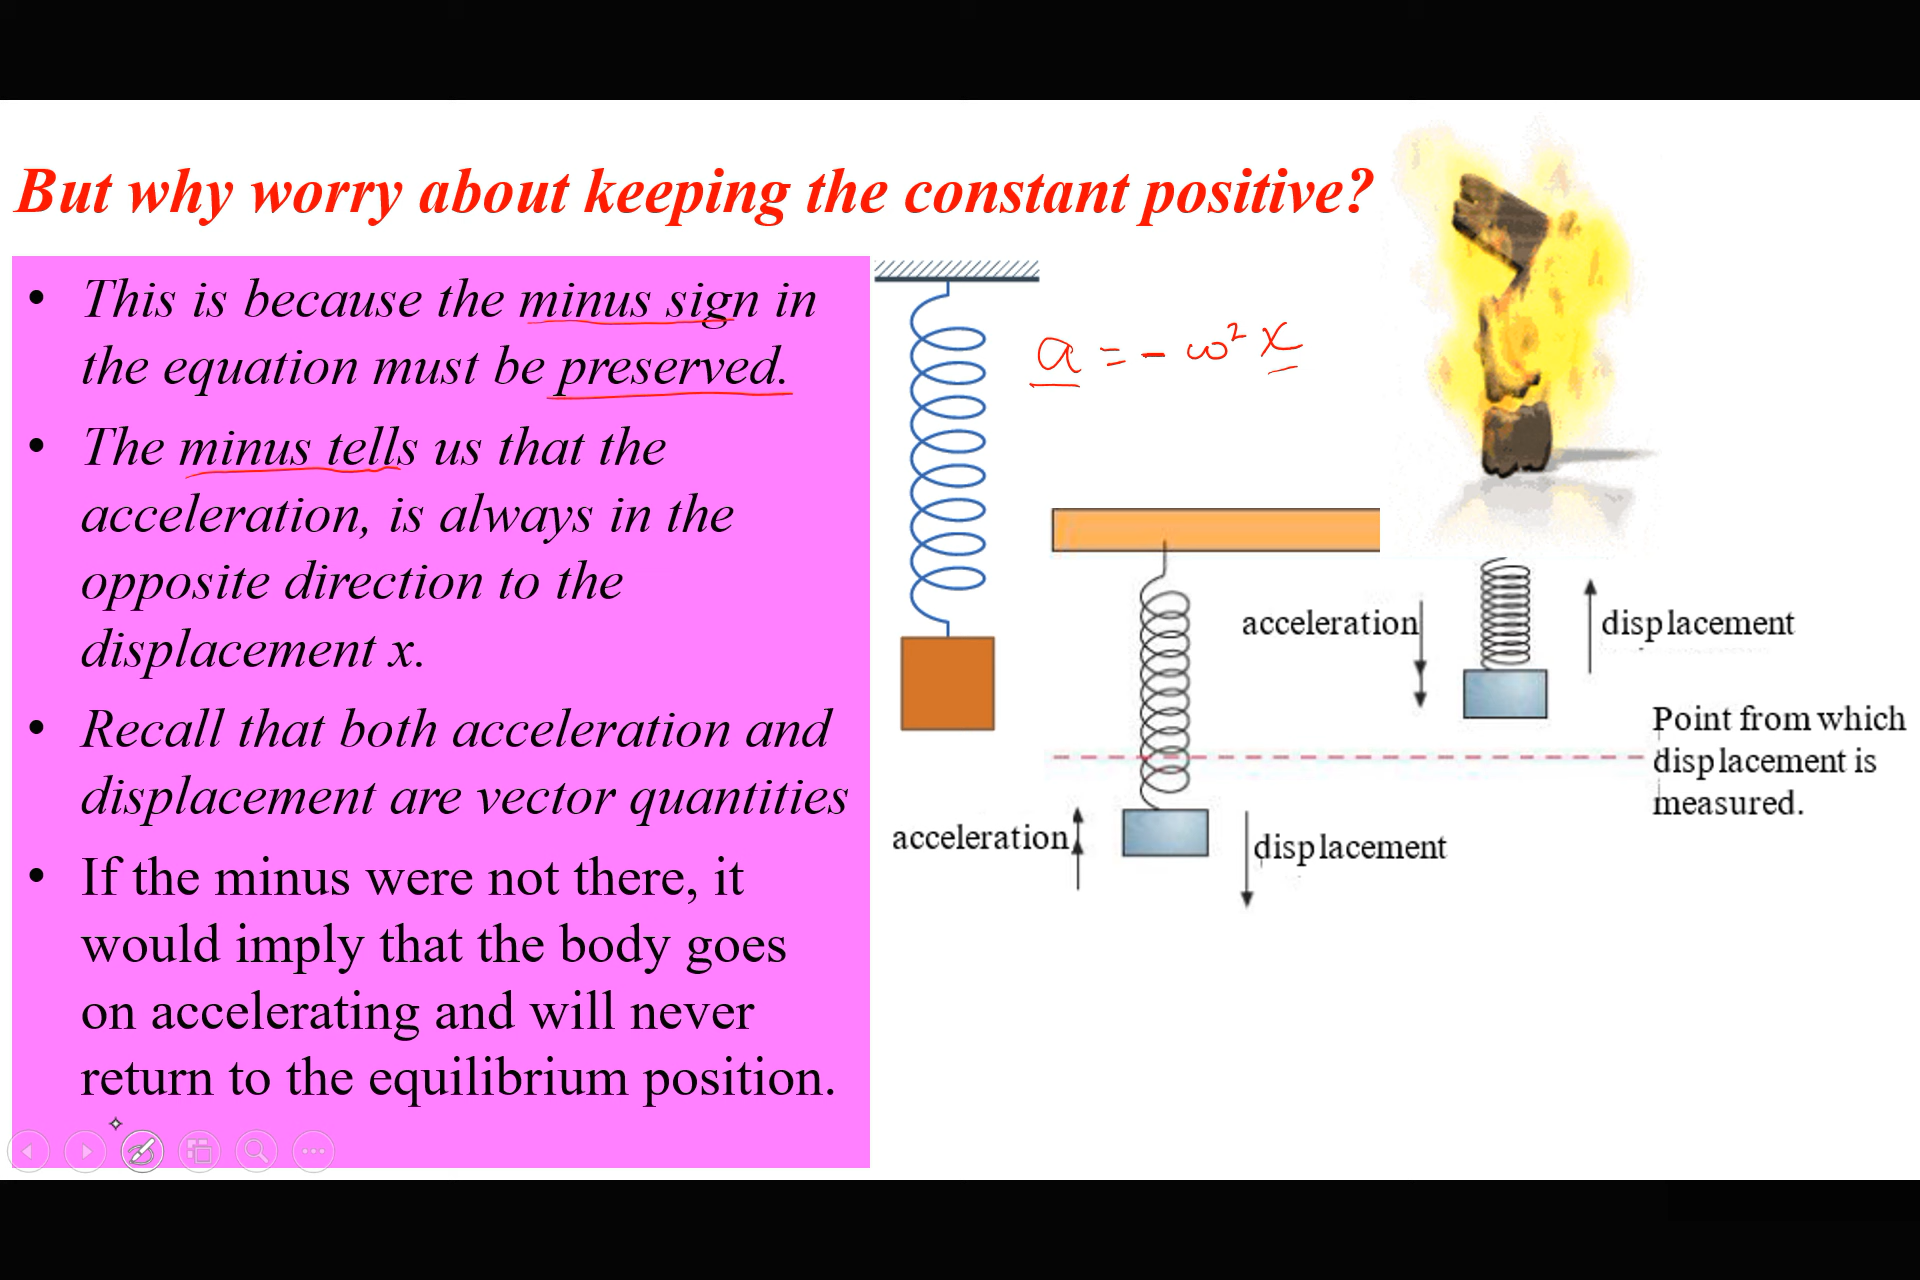 But why worry about keeping the constant positive?
• This is because the minus sign in
the equation must be preserved.
• The minus tells us that the
acceleration, is always in the
opposite direction to the
displacement x.
• Recall that both acceleration and
displacement are vector quantities
• If the minus were not there, it
would imply that the body goes
on accelerating and will never
return to the equilibrium position.
a = - ω² x
acceleration
displacement
Point from which
displacement is
measured.
acceleration
displacement